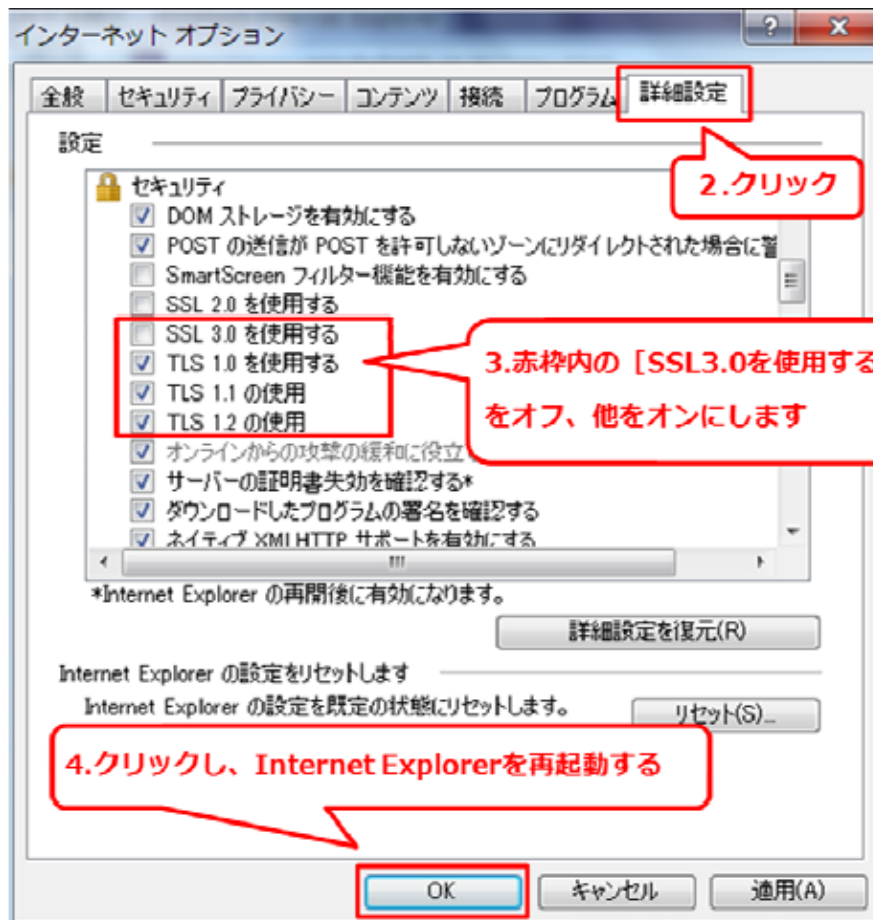 インターネット オプション
全般 セキュリティ プライバシー コンテンツ 接続 プログラム 詳細設定
設定
2.クリック
セキュリティ
DOM ストレージを有効にする
POST の送信が POST を許可しないゾーンにリダイレクトされた場合に警
SmartScreen フィルター機能を有効にする
SSL 2.0 を使用する
SSL 3.0 を使用する
TLS 1.0 を使用する
TLS 1.1 の使用
TLS 1.2 の使用
3.赤枠内の［SSL3.0を使用する
をオフ、他をオンにします
オンラインからの攻撃の緩和に役立
サーバーの証明書失効を確認する*
ダウンロードしたプログラムの署名を確認する
ネイティブ XMLHTTP サポートを有効にする
*Internet Explorer の再開後に有効になります。
詳細設定を復元(R)
Internet Explorer の設定をリセットします
Internet Explorer の設定を既定の状態にリセットします。
リセット(S)...
4.クリックし、Internet Explorerを再起動する
OK キャンセル 適用(A)